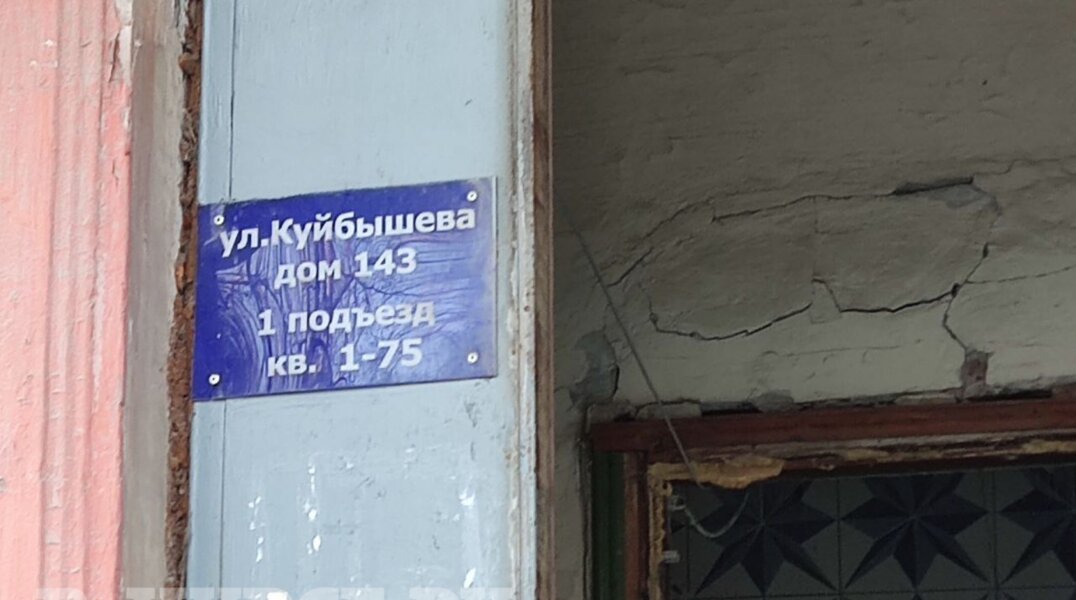 ул.Куйбышева
дом 143
1 подъезд
кв. 1-75